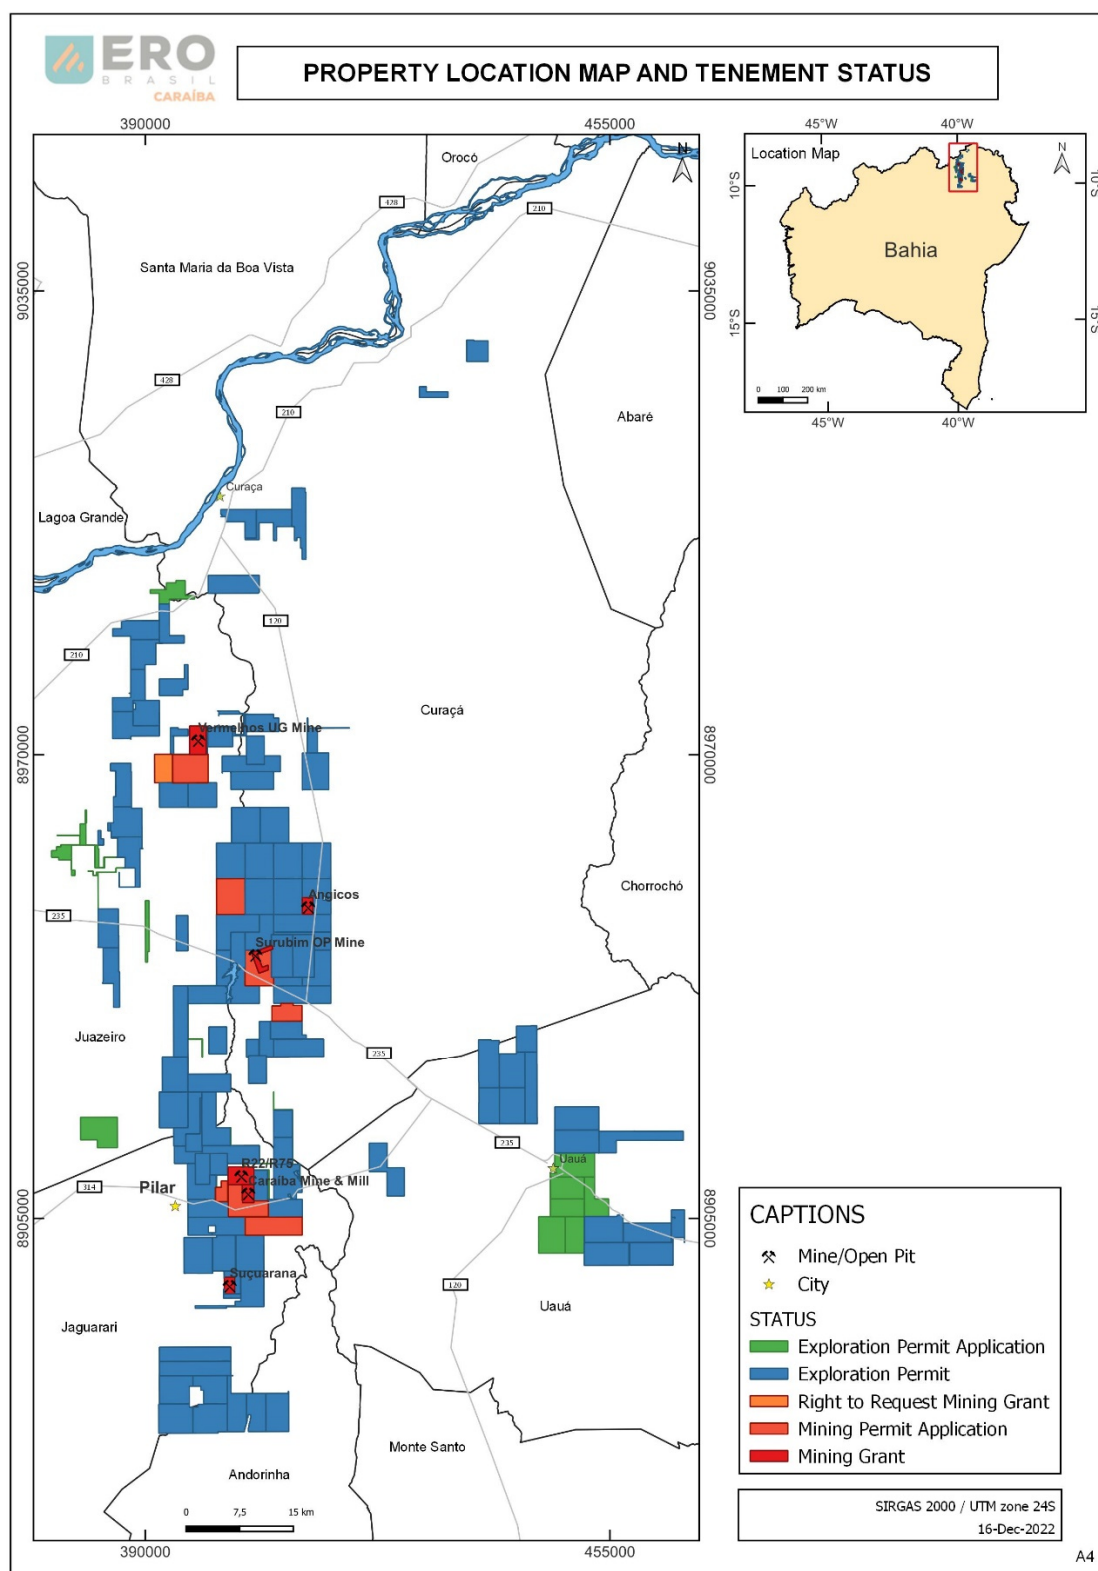 ERO
BRASIL
CARAÍBA
PROPERTY LOCATION MAP AND TENEMENT STATUS
390000
455000
45°W
40°W
Location Map
N
10°S
10°S
Bahia
15°S
15°S
0 100 200 km
45°W
40°W
Orocó
N
428
210
Santa Maria da Boa Vista
9035000
9035000
428
210
Abaré
Curaça
Lagoa Grande
120
210
Curaçá
Vermelhos UG Mine
8970000
8970000
Chorrochó
Angicos
235
Surubim OP Mine
Juazeiro
235
235
Uauá
R22/R75
Caraíba Mine & Mill
314
Pilar
8905000
8905000
Suçuarana
120
Uauá
Jaguarari
Monte Santo
Andorinha
0 7,5 15 km
390000
455000
CAPTIONS
Mine/Open Pit
City
STATUS
Exploration Permit Application
Exploration Permit
Right to Request Mining Grant
Mining Permit Application
Mining Grant
SIRGAS 2000 / UTM zone 24S
16-Dec-2022
A4